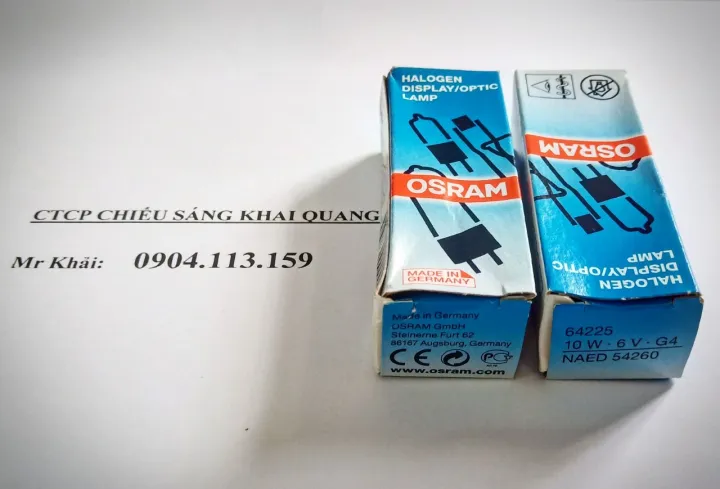 CTCP CHIẾU SÁNG KHAI QUANG
Mr Khải: 0904.113.159
HALOGEN
DISPLAY/OPTIC
LAMP
OSRAM
MADE IN
GERMANY
Made in Germany
OSRAM GmbH
Steinerne Furt 62
86167 Augsburg, Germany
CE
www.osram.com
OSRAM
HALOGEN
DISPLAY/OPTIC
LAMP
64225
10 W · 6 V · G4
NAED 54260